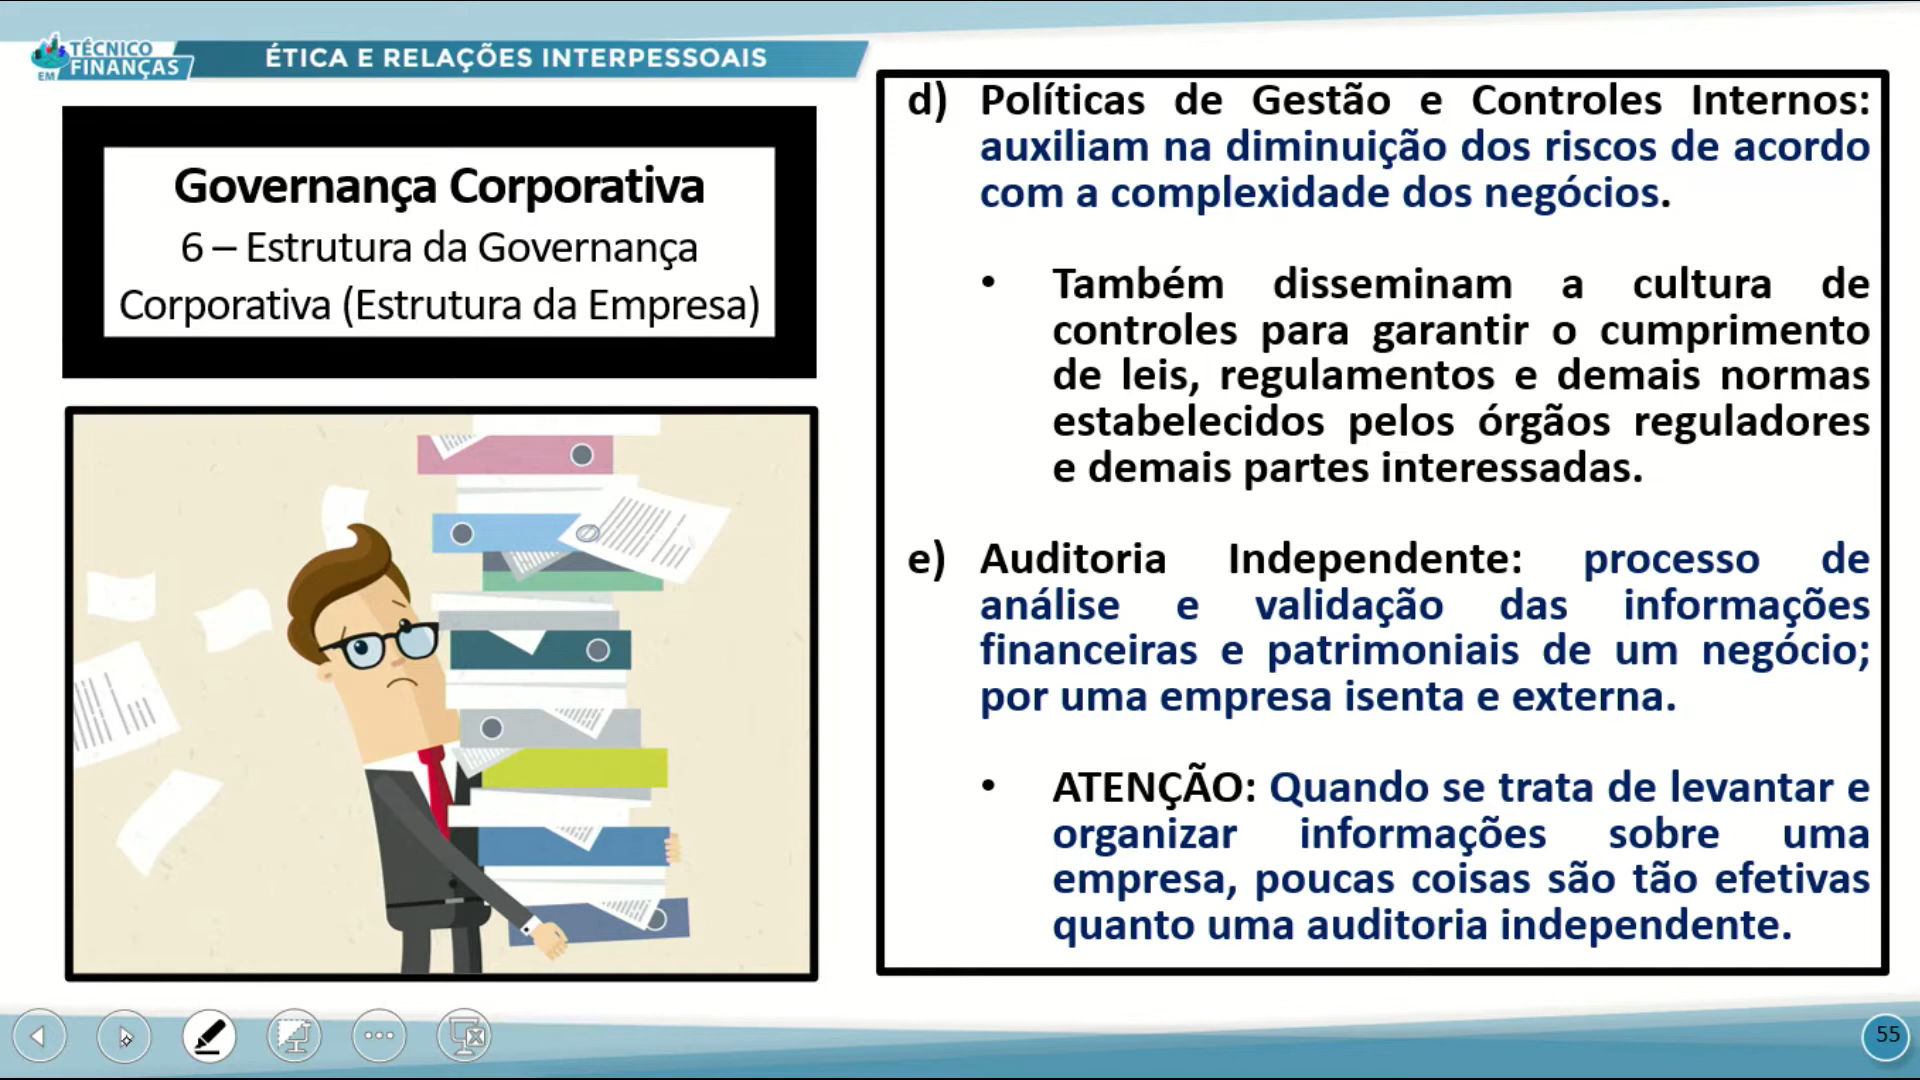 TÉCNICO
EM FINANÇAS
ÉTICA E RELAÇÕES INTERPESSOAIS
Governança Corporativa
6 – Estrutura da Governança
Corporativa (Estrutura da Empresa)
d) Políticas de Gestão e Controles Internos:
auxiliam na diminuição dos riscos de acordo
com a complexidade dos negócios.
• Também disseminam a cultura de
controles para garantir o cumprimento
de leis, regulamentos e demais normas
estabelecidos pelos órgãos reguladores
e demais partes interessadas.
e) Auditoria Independente: processo de
análise e validação das informações
financeiras e patrimoniais de um negócio;
por uma empresa isenta e externa.
• ATENÇÃO: Quando se trata de levantar e
organizar informações sobre uma
empresa, poucas coisas são tão efetivas
quanto uma auditoria independente.
55